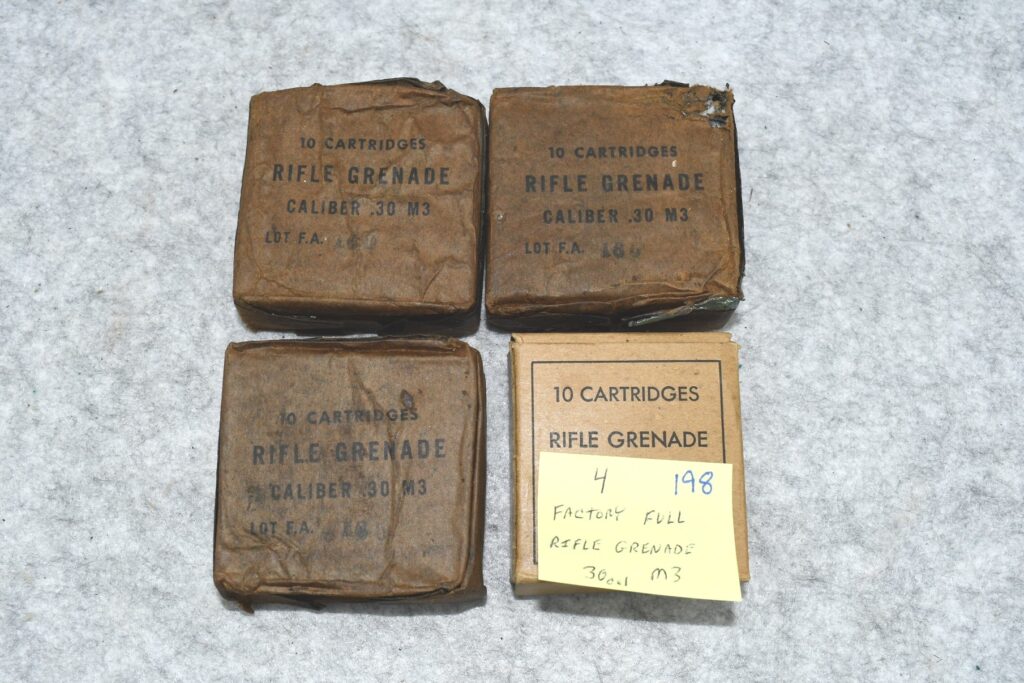 10 CARTRIDGES
RIFLE GRENADE
CALIBER .30 M3
LOT F.A.
10 CARTRIDGES
RIFLE GRENADE
CALIBER .30 M3
LOT F.A.
10 CARTRIDGES
RIFLE GRENADE
CALIBER .30 M3
LOT F.A.
10 CARTRIDGES
RIFLE GRENADE
4 198
FACTORY FULL
RIFLE GRENADE
30cal M3